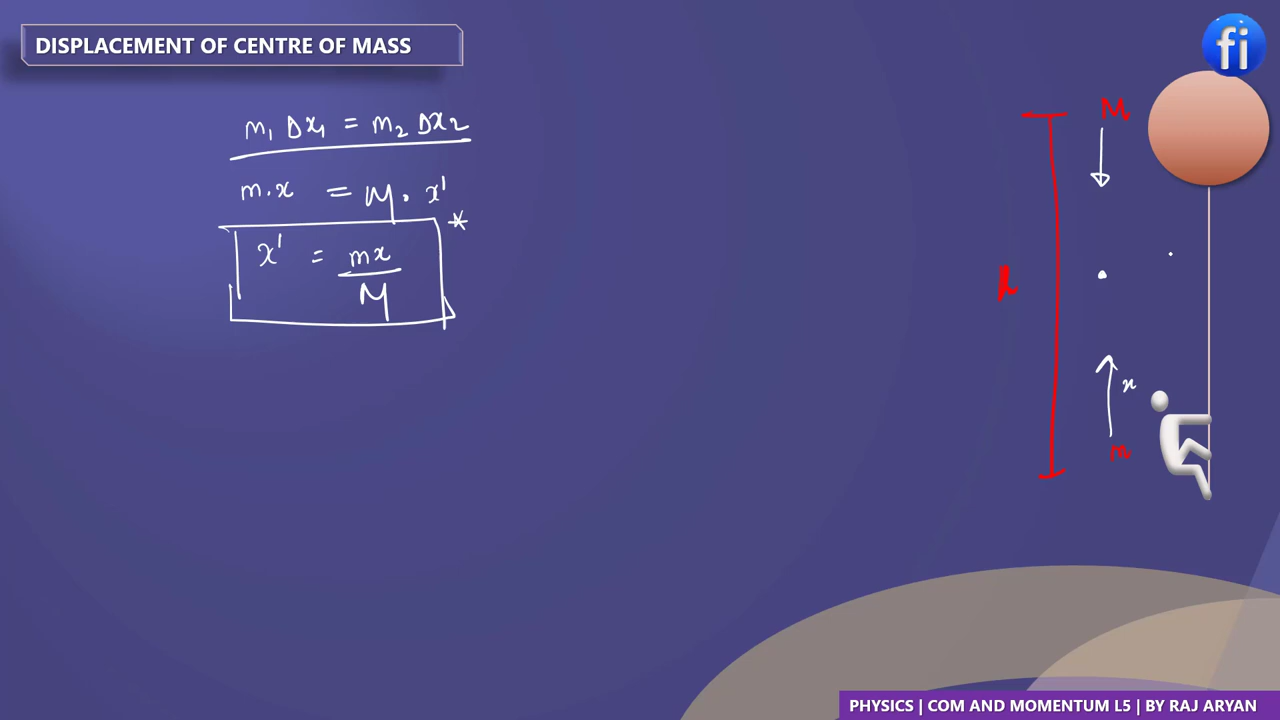 DISPLACEMENT OF CENTRE OF MASS
fi
m₁ Δx₁ = m₂ Δx₂
m.x = M. x'
x' = mx/M *
M
l
x
m
PHYSICS | COM AND MOMENTUM L5 | BY RAJ ARYAN